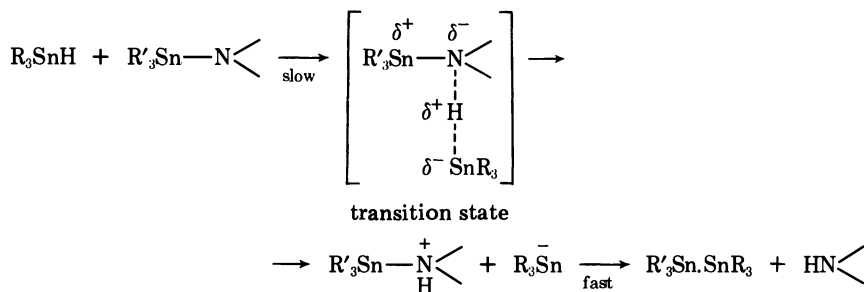 R₃SnH + R′₃Sn—N → slow [ δ⁺ δ⁻ R′₃Sn—N δ⁺ H δ⁻ SnR₃ ] →
transition state
→ R′₃Sn—N⁺ H + R₃Sn⁻ → fast R′₃Sn.SnR₃ + HN